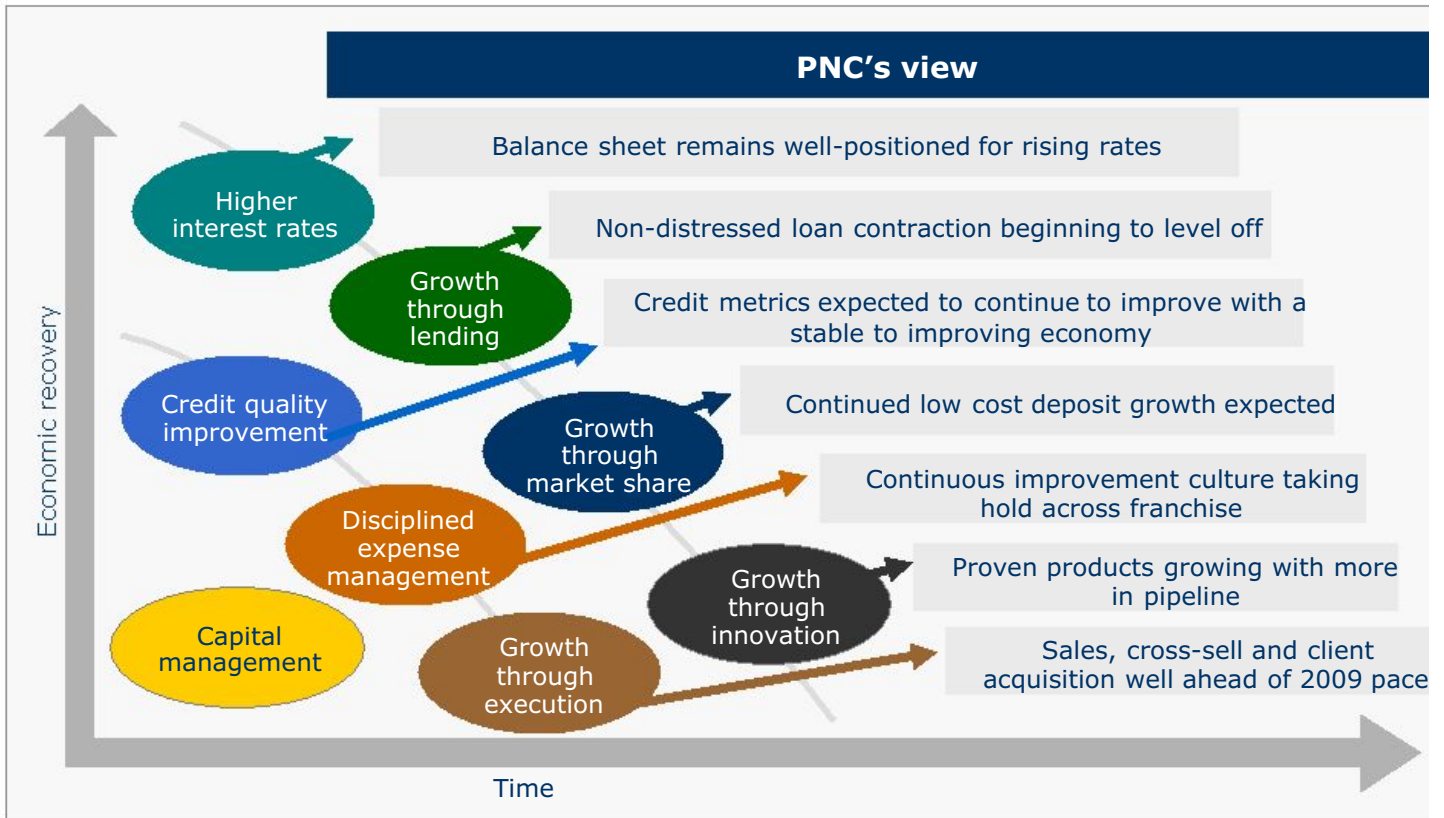 PNC’s view
Balance sheet remains well-positioned for rising rates
Higher
interest rates
Non-distressed loan contraction beginning to level off
Growth
through
lending
Credit metrics expected to continue to improve with a
stable to improving economy
Credit quality
improvement
Continued low cost deposit growth expected
Growth
through
market share
Continuous improvement culture taking
hold across franchise
Disciplined
expense
management
Proven products growing with more
in pipeline
Growth
through
innovation
Capital
management
Growth
through
execution
Sales, cross-sell and client
acquisition well ahead of 2009 pace
Economic recovery
Time